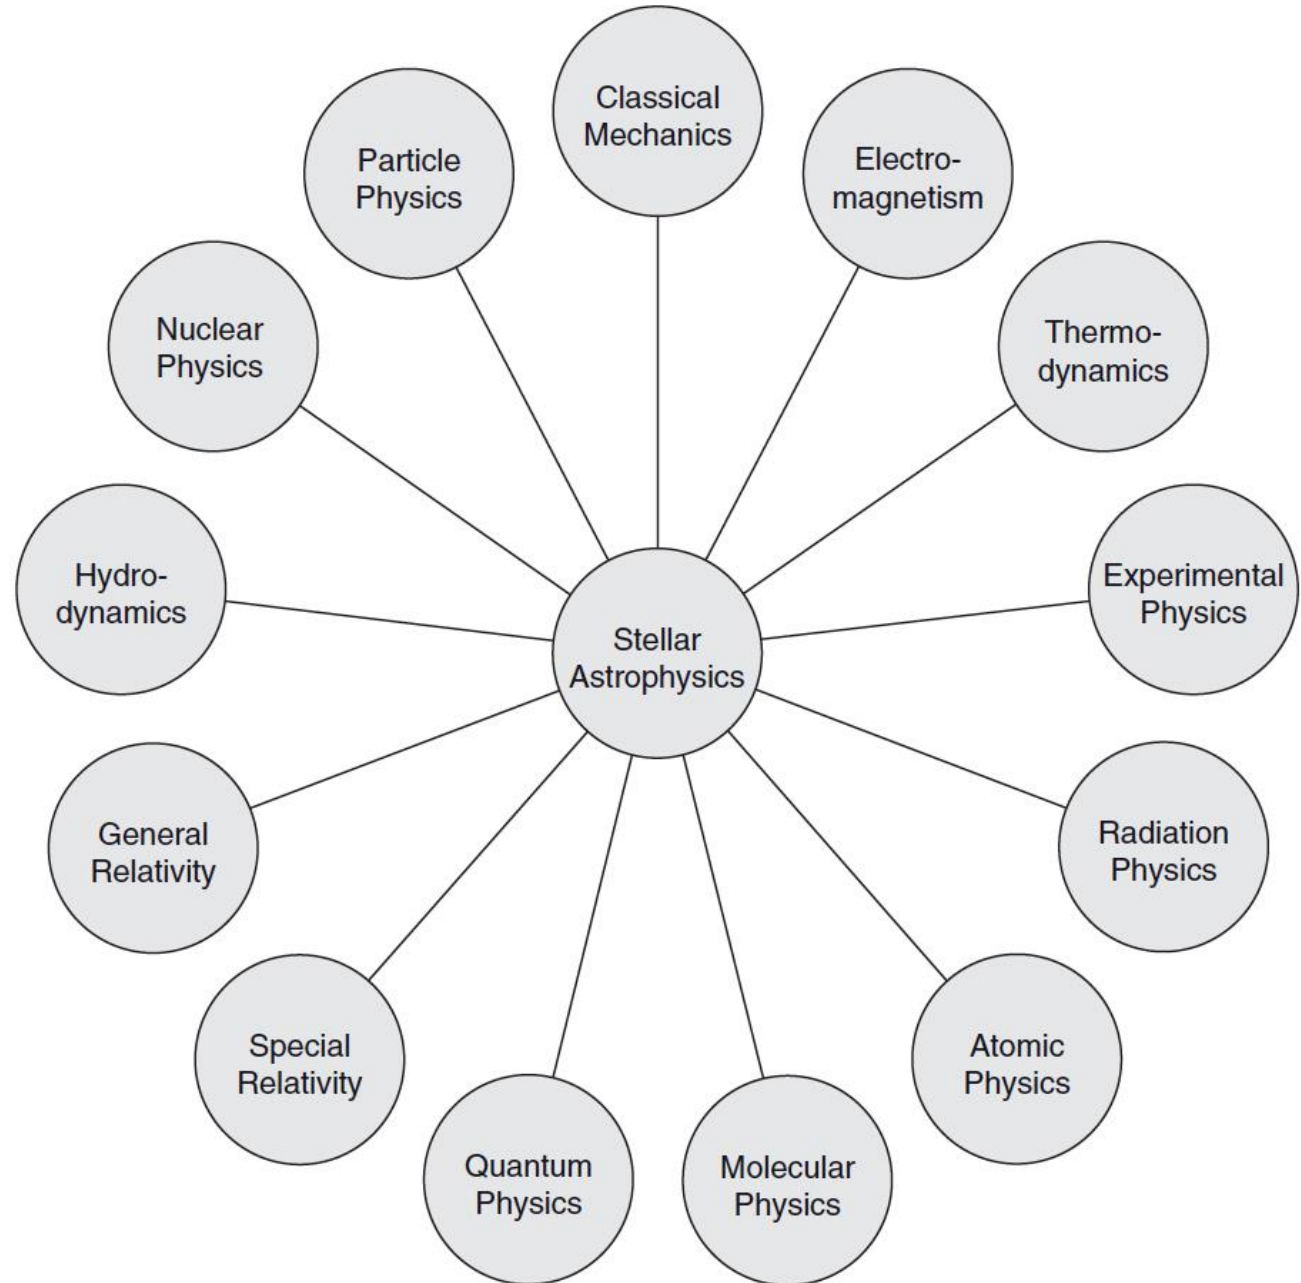 Classical
Mechanics
Electro-
magnetism
Thermo-
dynamics
Experimental
Physics
Radiation
Physics
Atomic
Physics
Molecular
Physics
Quantum
Physics
Special
Relativity
General
Relativity
Hydro-
dynamics
Nuclear
Physics
Particle
Physics
Stellar
Astrophysics